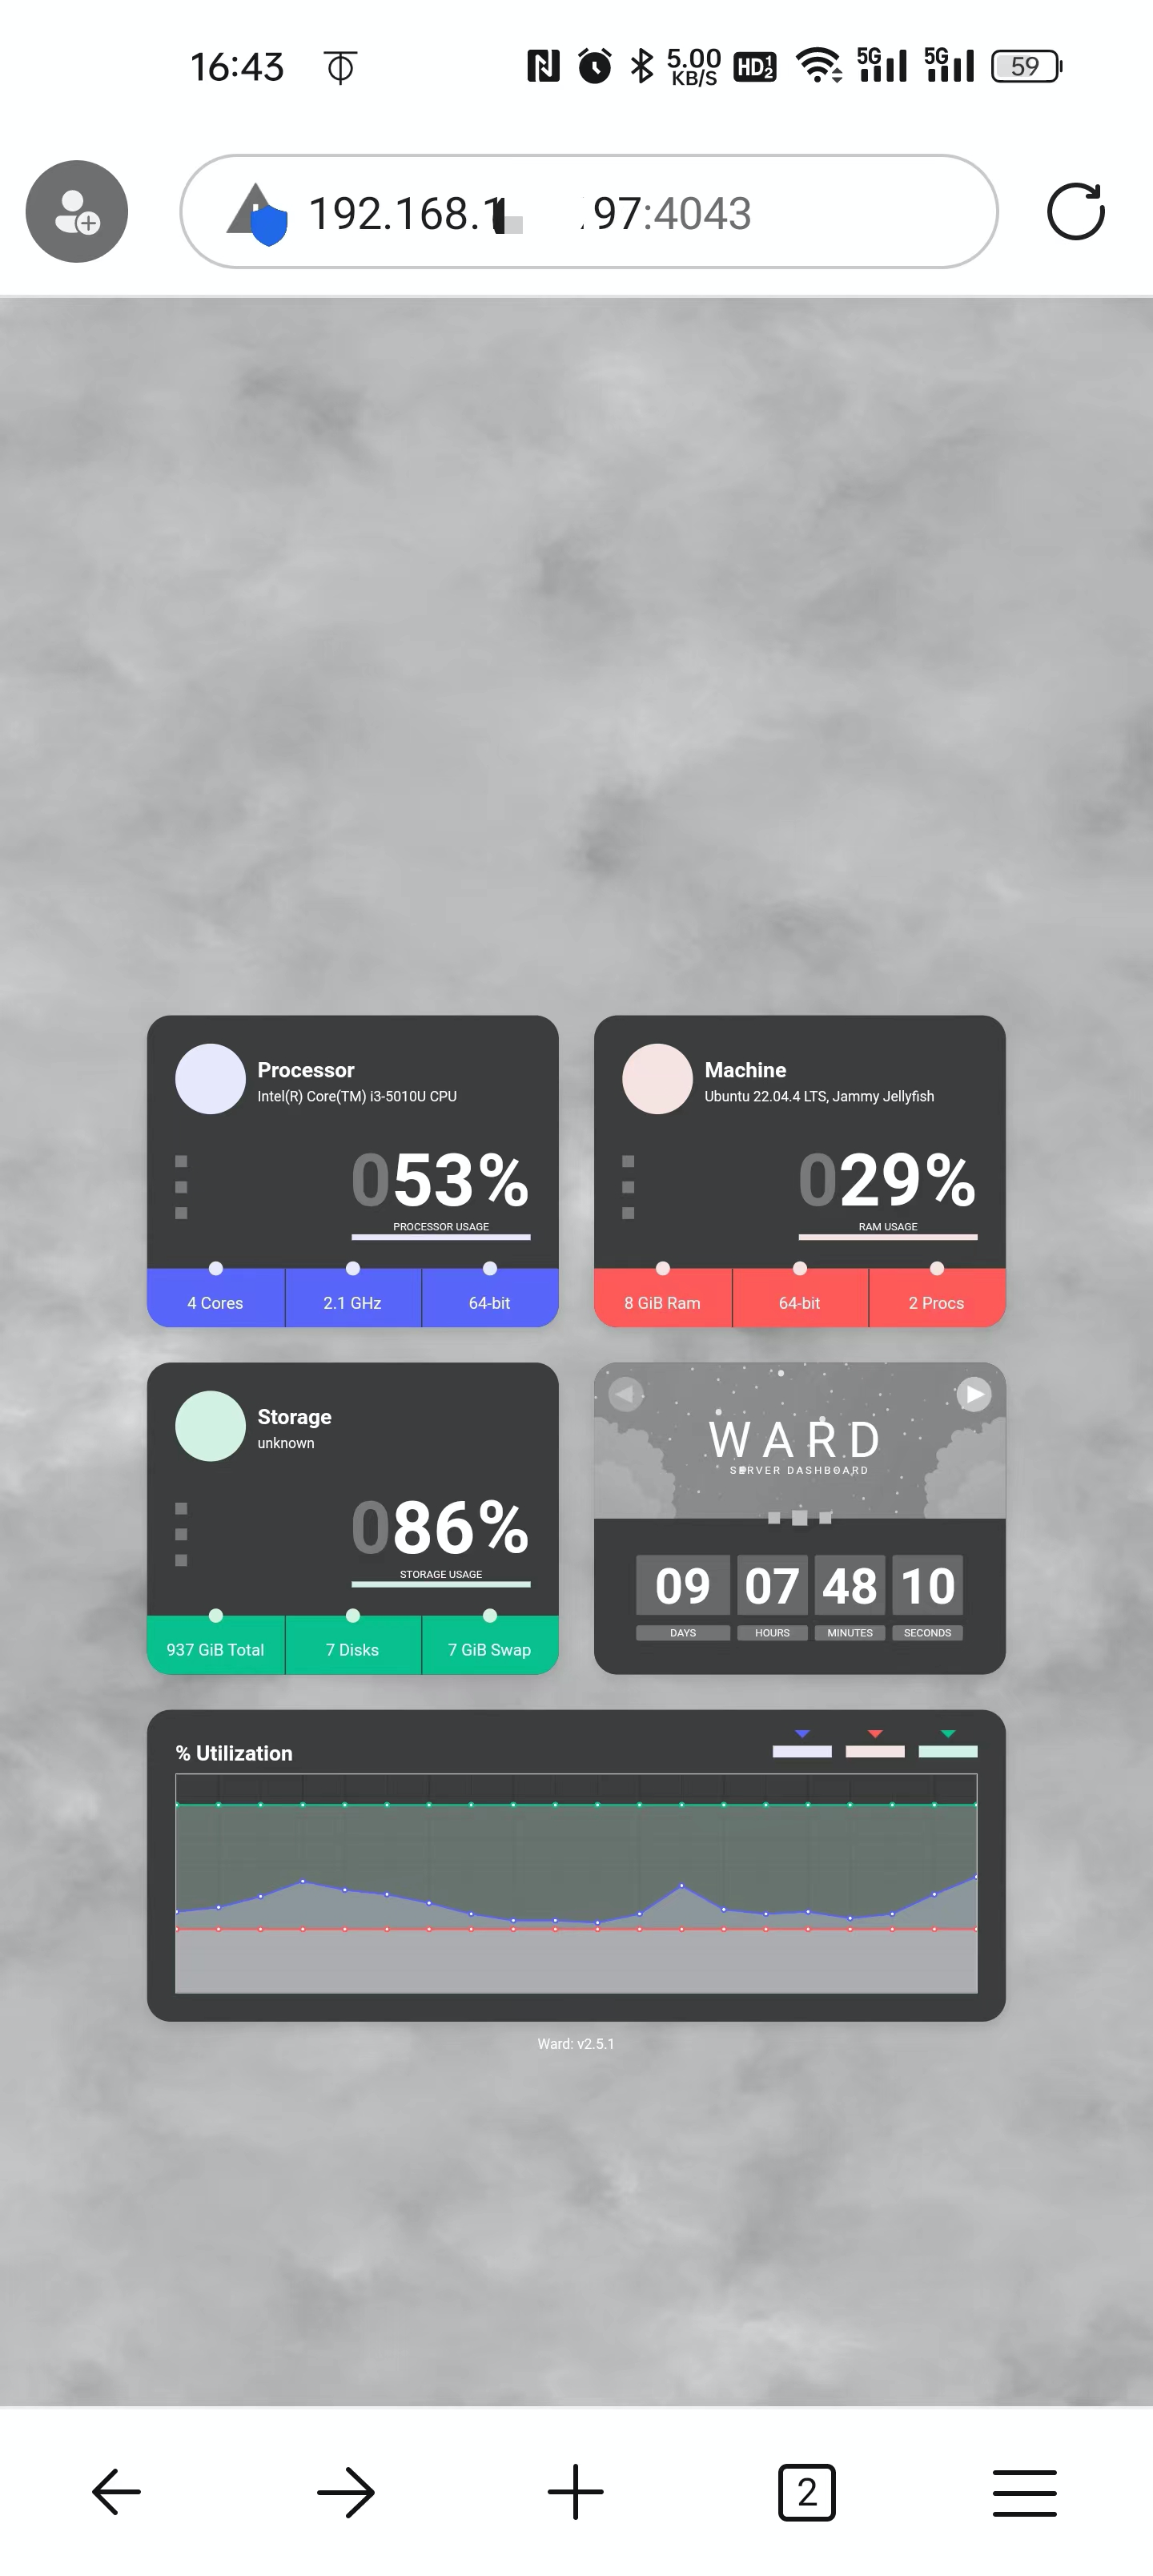 16:43
5.00 KB/S HD 1 2 5G 5G 59
192.168.1 .97:4043
Processor
Intel(R) Core(TM) i3-5010U CPU
053%
PROCESSOR USAGE
4 Cores 2.1 GHz 64-bit
Machine
Ubuntu 22.04.4 LTS, Jammy Jellyfish
029%
RAM USAGE
8 GiB Ram 64-bit 2 Procs
Storage
unknown
086%
STORAGE USAGE
937 GiB Total 7 Disks 7 GiB Swap
WARD
SERVER DASHBOARD
09 07 48 10
DAYS HOURS MINUTES SECONDS
% Utilization
Ward: v2.5.1
2